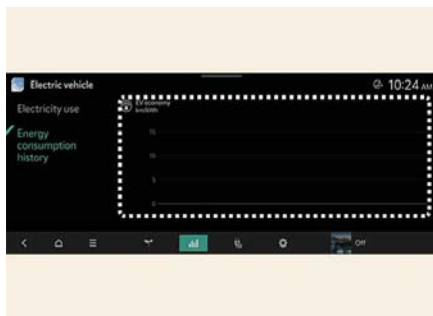 Electric vehicle
10:24 AM
Electricity use
EV economy
km/kWh
Energy
consumption
history
15
10
5
0
Off